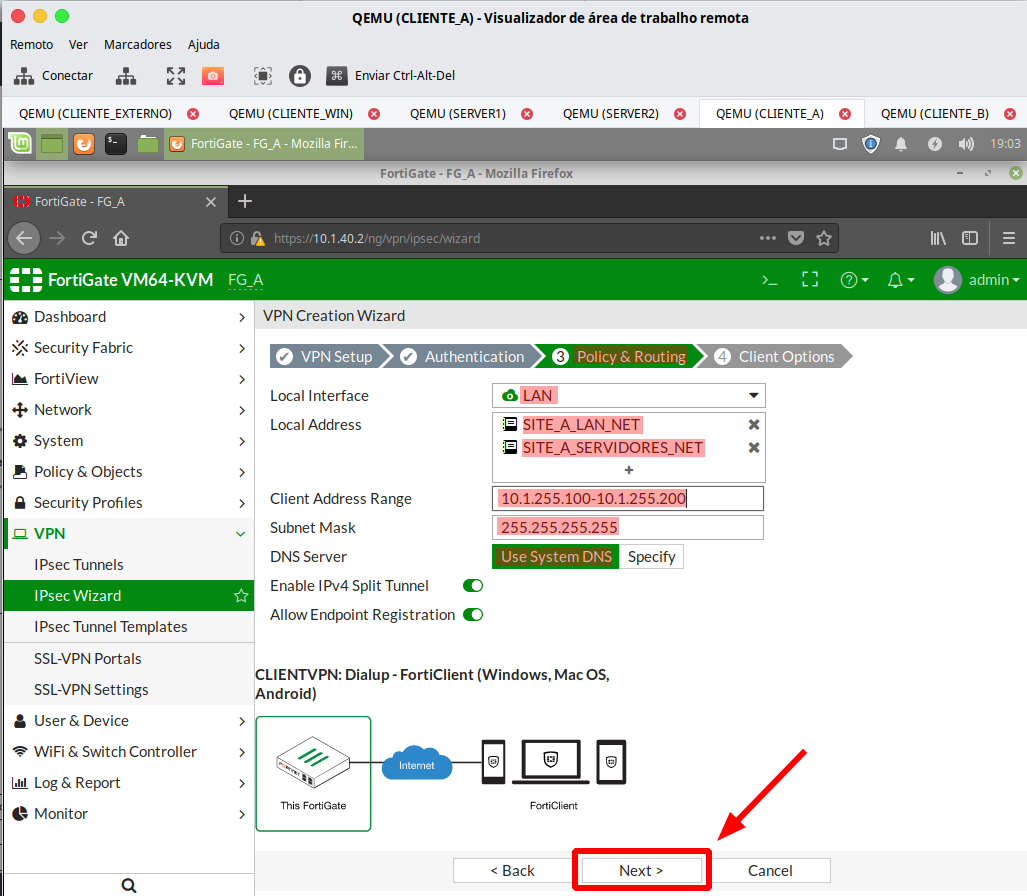 QEMU (CLIENTE_A) - Visualizador de área de trabalho remota
Remoto Ver Marcadores Ajuda
Conectar Enviar Ctrl-Alt-Del
QEMU (CLIENTE_EXTERNO) QEMU (CLIENTE_WIN) QEMU (SERVER1) QEMU (SERVER2) QEMU (CLIENTE_A) QEMU (CLIENTE_B)
FortiGate - FG_A - Mozilla Fir... 19:03
FortiGate - FG_A - Mozilla Firefox
FortiGate - FG_A
https://10.1.40.2/ng/vpn/ipsec/wizard
FortiGate VM64-KVM FG_A admin
Dashboard
Security Fabric
FortiView
Network
System
Policy & Objects
Security Profiles
VPN
IPsec Tunnels
IPsec Wizard
IPsec Tunnel Templates
SSL-VPN Portals
SSL-VPN Settings
User & Device
WiFi & Switch Controller
Log & Report
Monitor
VPN Creation Wizard
VPN Setup Authentication 3 Policy & Routing 4 Client Options
Local Interface LAN
Local Address SITE_A_LAN_NET
SITE_A_SERVIDORES_NET
+
Client Address Range 10.1.255.100-10.1.255.200
Subnet Mask 255.255.255.255
DNS Server Use System DNS Specify
Enable IPv4 Split Tunnel
Allow Endpoint Registration
CLIENTVPN: Dialup - FortiClient (Windows, Mac OS,
Android)
Internet
This FortiGate FortiClient
< Back Next > Cancel